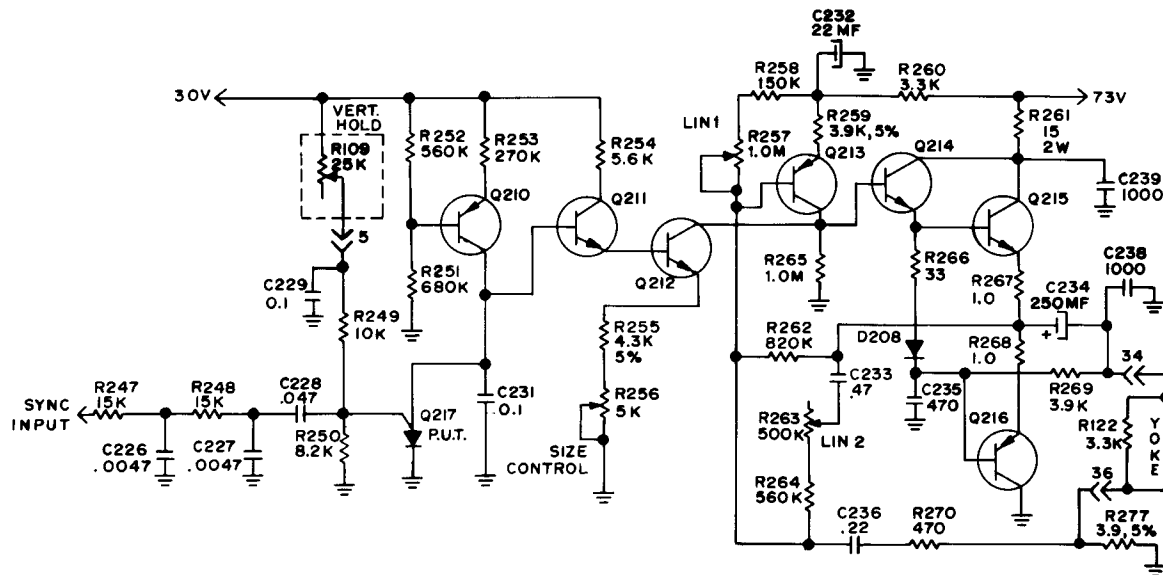 C232
22 MF
R258
150K
R260
3.3K
30V
73V
VERT.
HOLD
R109
25K
R252
560K
R253
270K
R254
5.6K
LIN1
R257
1.0M
R259
3.9K, 5%
R261
15
2W
Q213
Q214
Q210
Q211
Q215
C239
1000
5
Q212
R265
1.0M
R266
33
R267
1.0
C238
1000
C234
250MF
+
C229
0.1
R251
680K
R249
10K
R255
4.3K
5%
R262
820K
D208
R268
1.0
34
R247
15K
R248
15K
C228
.047
C231
0.1
R256
5K
C233
.47
C235
470
R269
3.9K
SYNC
INPUT
Q217
P.U.T.
R263
500K
LIN 2
Q216
R122
3.3K
YOKE
C226
.0047
C227
.0047
R250
8.2K
SIZE
CONTROL
R264
560K
36
C236
.22
R270
470
R277
3.9, 5%